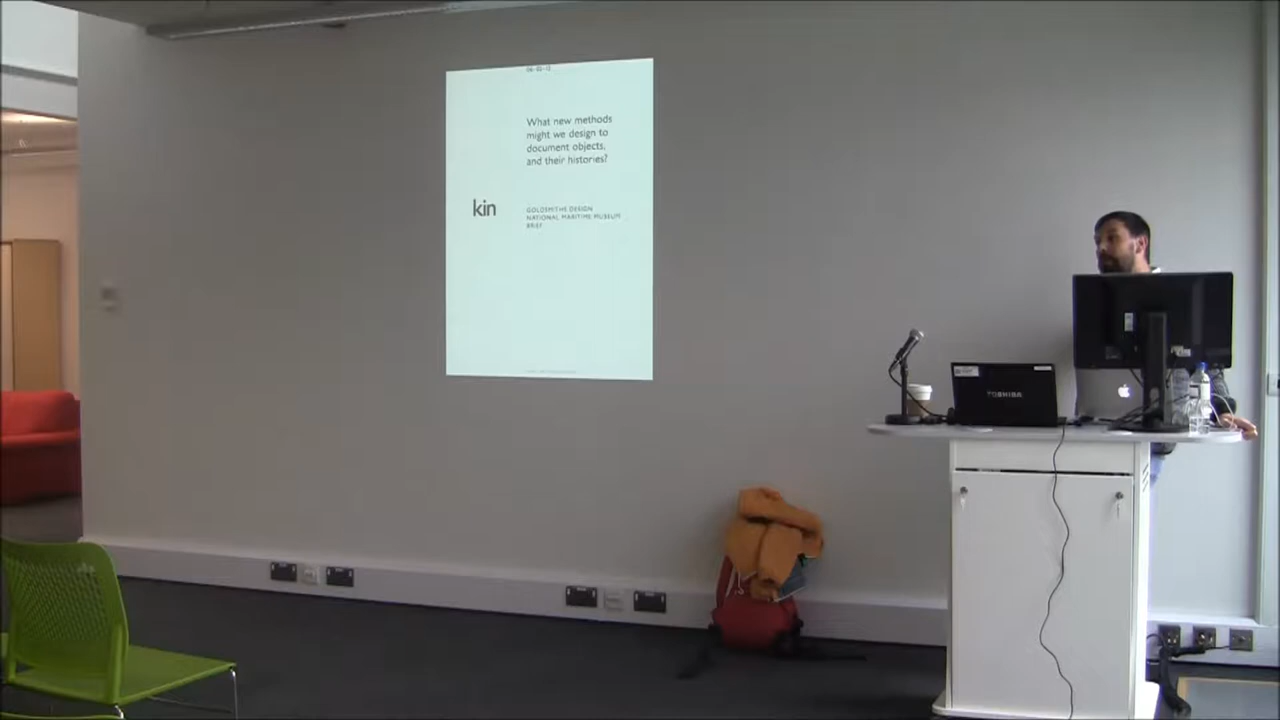 What new methods
might we design to
document objects,
and their histories?
kin
GOLDSMITHS DESIGN
NATIONAL MARITIME MUSEUM
BRIEF
TOSHIBA